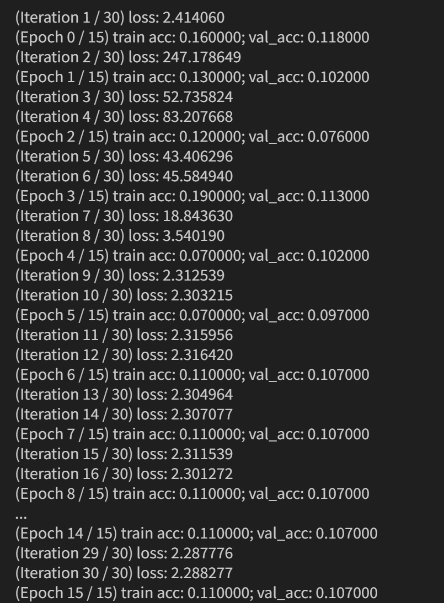 (Iteration 1 / 30) loss: 2.414060
(Epoch 0 / 15) train acc: 0.160000; val_acc: 0.118000
(Iteration 2 / 30) loss: 247.178649
(Epoch 1 / 15) train acc: 0.130000; val_acc: 0.102000
(Iteration 3 / 30) loss: 52.735824
(Iteration 4 / 30) loss: 83.207668
(Epoch 2 / 15) train acc: 0.120000; val_acc: 0.076000
(Iteration 5 / 30) loss: 43.406296
(Iteration 6 / 30) loss: 45.584940
(Epoch 3 / 15) train acc: 0.190000; val_acc: 0.113000
(Iteration 7 / 30) loss: 18.843630
(Iteration 8 / 30) loss: 3.540190
(Epoch 4 / 15) train acc: 0.070000; val_acc: 0.102000
(Iteration 9 / 30) loss: 2.312539
(Iteration 10 / 30) loss: 2.303215
(Epoch 5 / 15) train acc: 0.070000; val_acc: 0.097000
(Iteration 11 / 30) loss: 2.315956
(Iteration 12 / 30) loss: 2.316420
(Epoch 6 / 15) train acc: 0.110000; val_acc: 0.107000
(Iteration 13 / 30) loss: 2.304964
(Iteration 14 / 30) loss: 2.307077
(Epoch 7 / 15) train acc: 0.110000; val_acc: 0.107000
(Iteration 15 / 30) loss: 2.311539
(Iteration 16 / 30) loss: 2.301272
(Epoch 8 / 15) train acc: 0.110000; val_acc: 0.107000
...
(Epoch 14 / 15) train acc: 0.110000; val_acc: 0.107000
(Iteration 29 / 30) loss: 2.287776
(Iteration 30 / 30) loss: 2.288277
(Epoch 15 / 15) train acc: 0.110000; val_acc: 0.107000